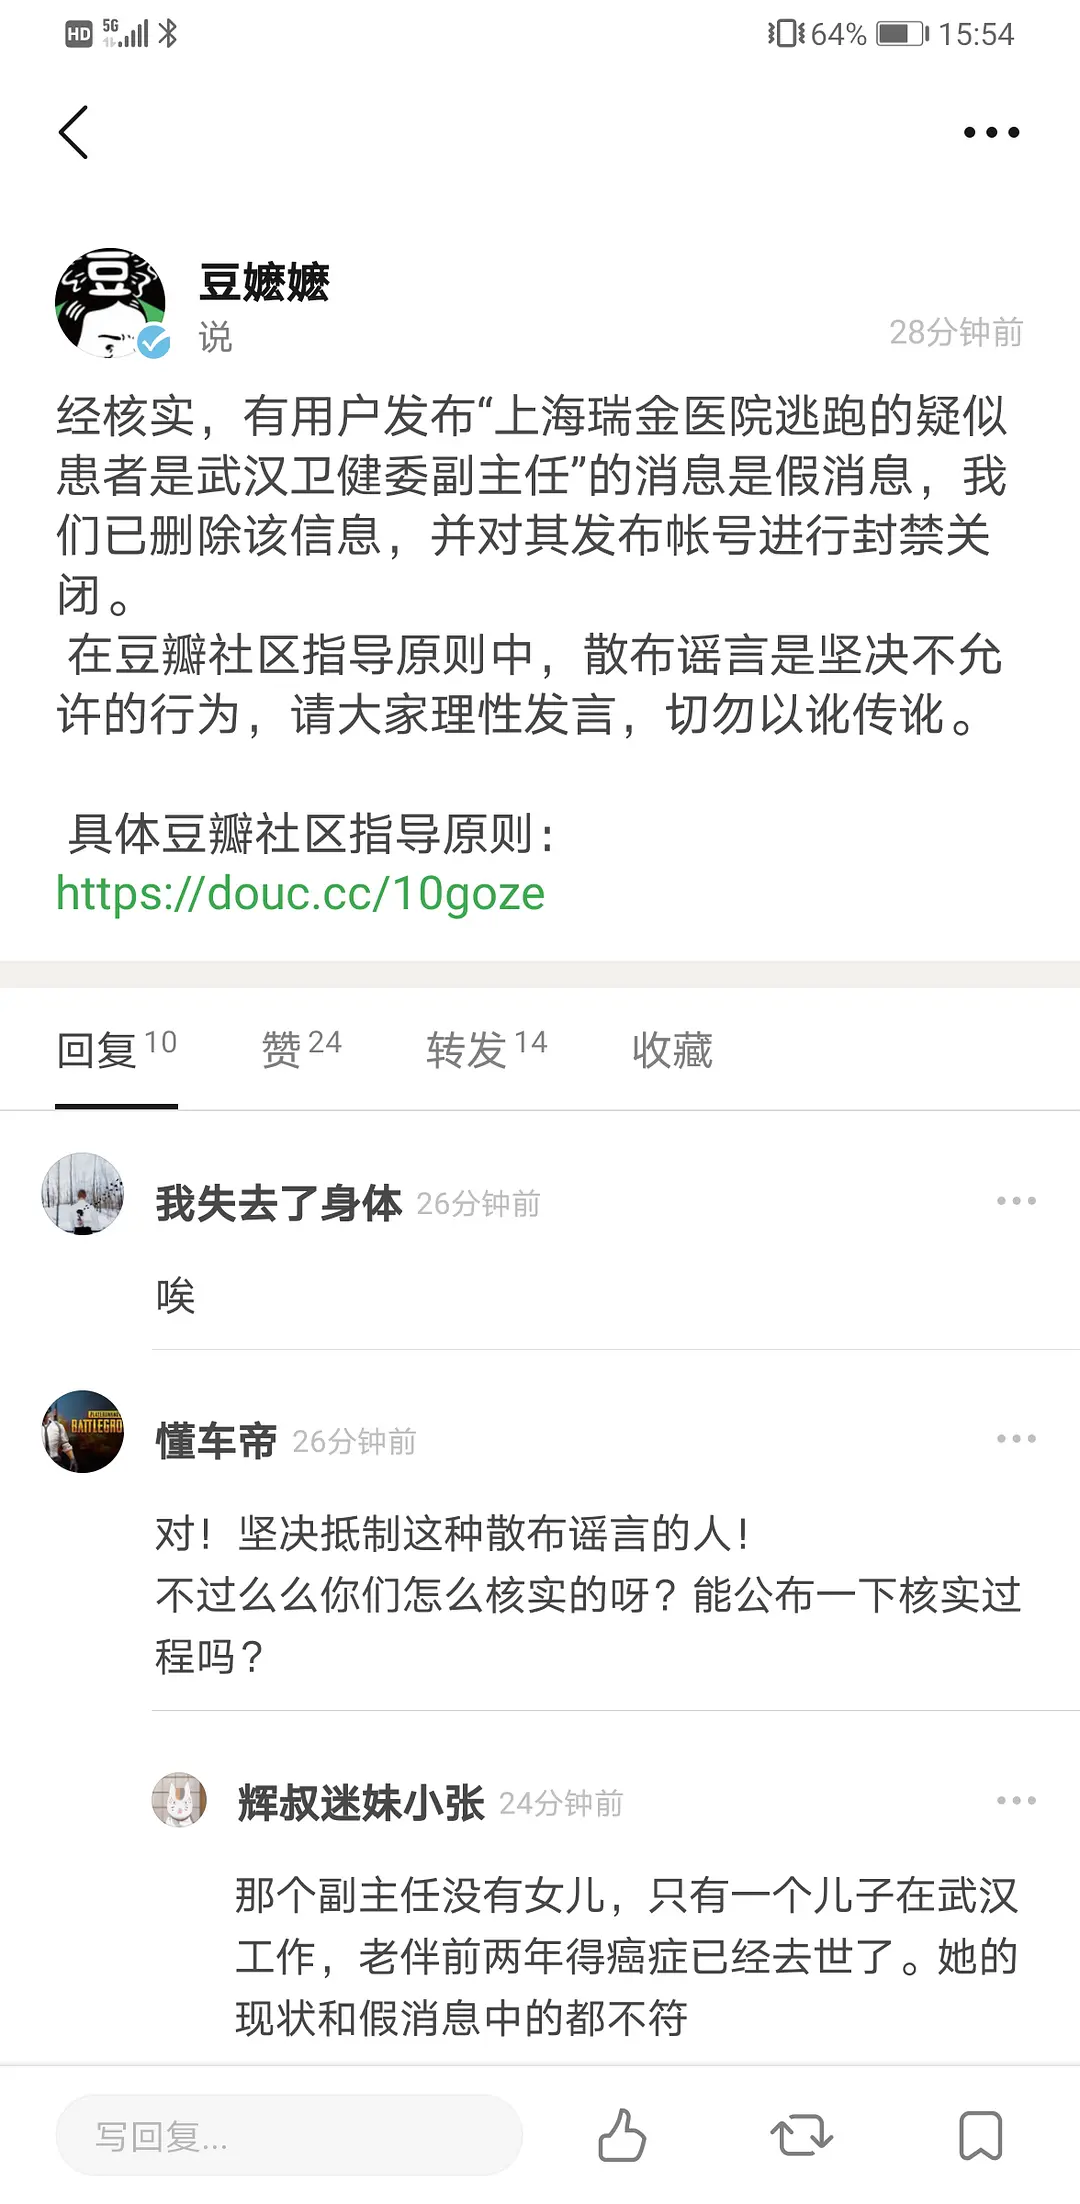 HD 5G 64% 15:54
豆
豆嬷嬷
说
28分钟前
经核实，有用户发布“上海瑞金医院逃跑的疑似
患者是武汉卫健委副主任”的消息是假消息，我
们已删除该信息，并对其发布帐号进行封禁关
闭。
在豆瓣社区指导原则中，散布谣言是坚决不允
许的行为，请大家理性发言，切勿以讹传讹。
具体豆瓣社区指导原则：
https://douc.cc/10goze
回复 10 赞 24 转发 14 收藏
我失去了身体 26分钟前
唉
懂车帝 26分钟前
对！坚决抵制这种散布谣言的人！
不过么么你们怎么核实的呀？能公布一下核实过
程吗？
辉叔迷妹小张 24分钟前
那个副主任没有女儿，只有一个儿子在武汉
工作，老伴前两年得癌症已经去世了。她的
现状和假消息中的都不符
写回复...